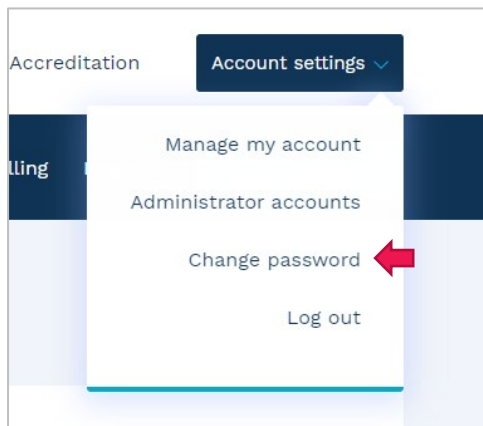 Accreditation
Account settings
Manage my account
lling
Administrator accounts
Change password
Log out